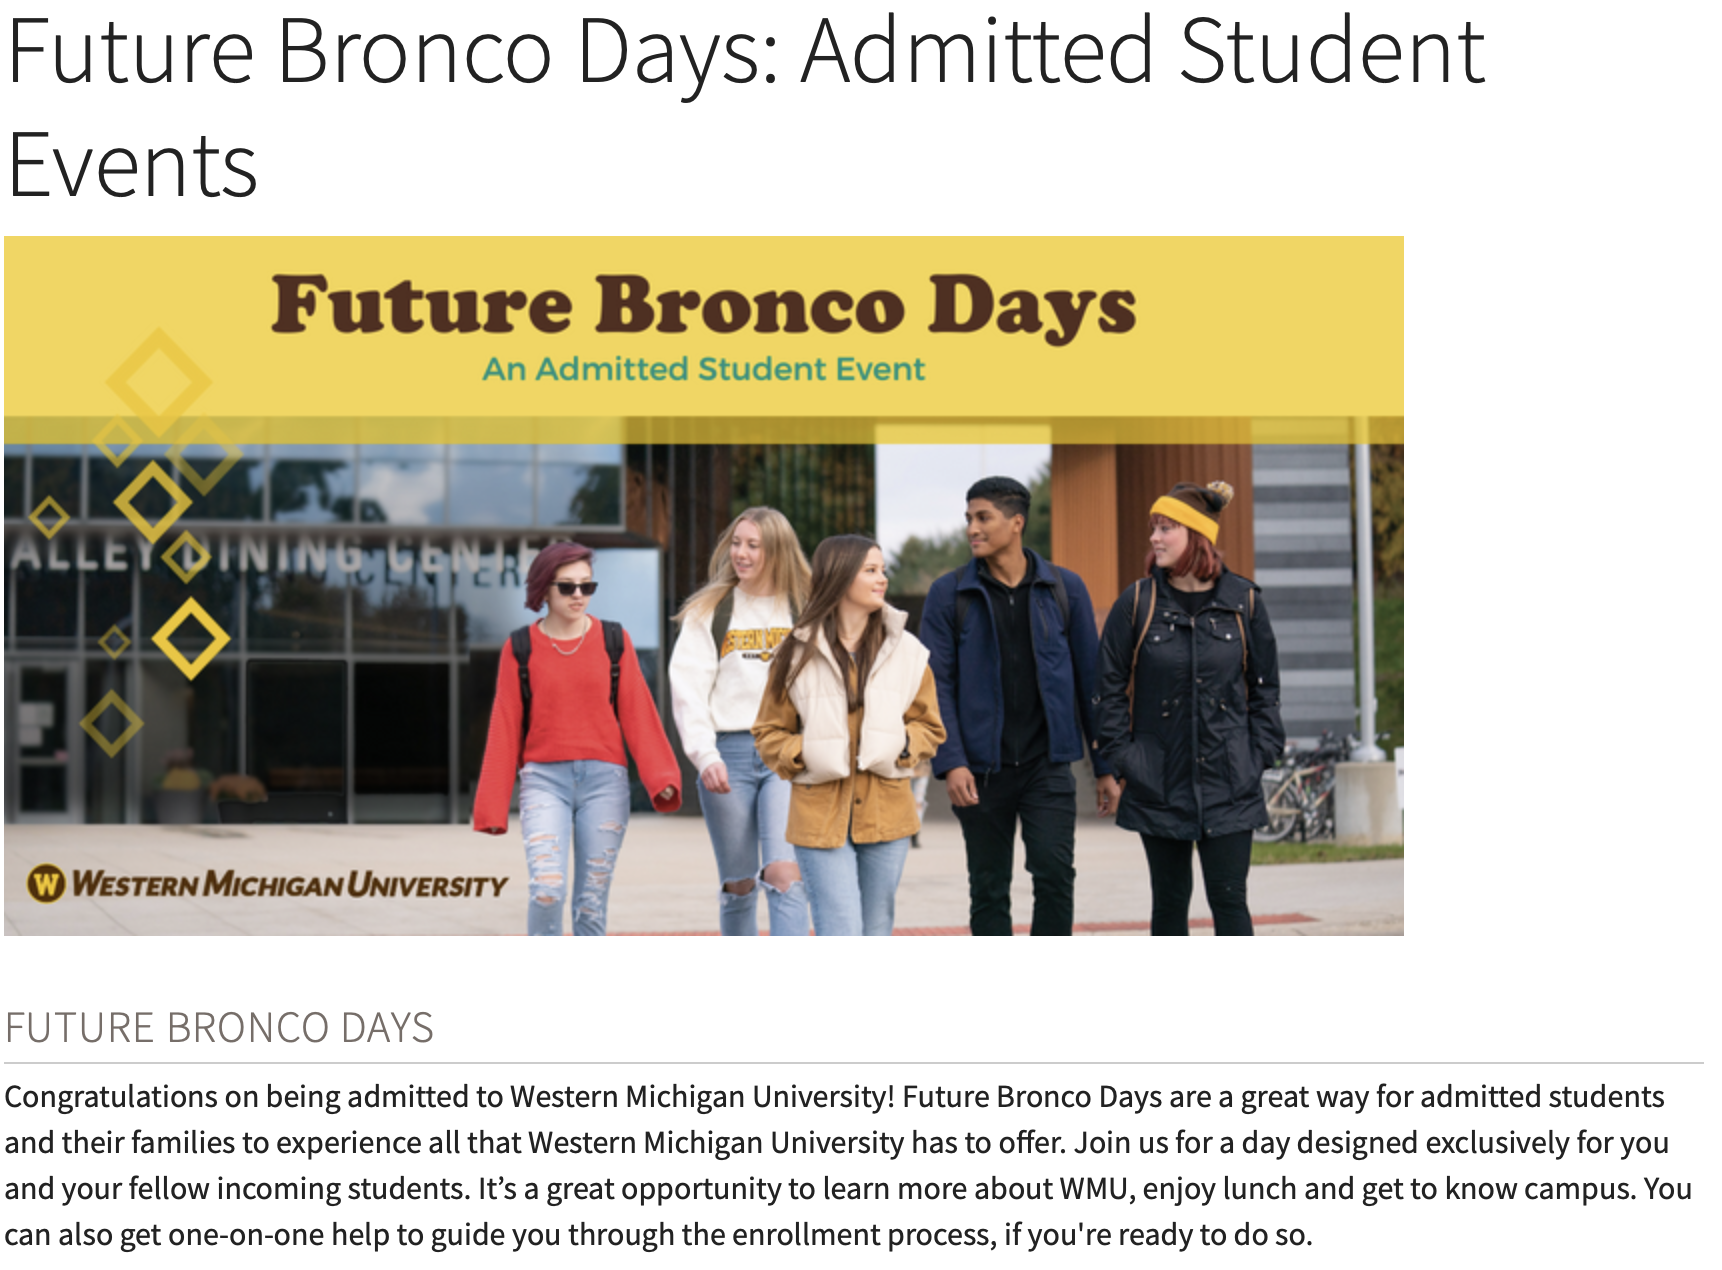 Future Bronco Days: Admitted Student
Events
Future Bronco Days
An Admitted Student Event
ALLEY DINING CENTER
CENTER
WESTERN MICHIGAN UNIVERSITY
W
FUTURE BRONCO DAYS
Congratulations on being admitted to Western Michigan University! Future Bronco Days are a great way for admitted students
and their families to experience all that Western Michigan University has to offer. Join us for a day designed exclusively for you
and your fellow incoming students. It’s a great opportunity to learn more about WMU, enjoy lunch and get to know campus. You
can also get one-on-one help to guide you through the enrollment process, if you're ready to do so.